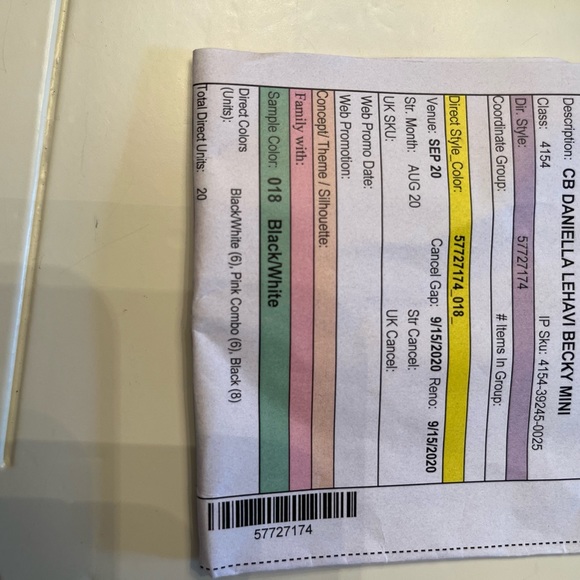 Description: CB DANIELLA LEHAVI BECKY MINI
Class: 4154 IP Sku: 4154-39245-0025
Dir. Style: 57727174
Coordinate Group: # Items In Group:
Direct Style_Color: 57727174_018_
Venue: SEP 20 Cancel Gap: 9/15/2020 Reno: 9/15/2020
Str. Month: AUG 20 Str Cancel:
UK SKU: UK Cancel:
Web Promo Date:
Web Promotion:
Concept/ Theme / Silhouette:
Family with:
Sample Color: 018 Black/White
Direct Colors (Units): Black/White (6), Pink Combo (6), Black (8)
Total Direct Units: 20
57727174